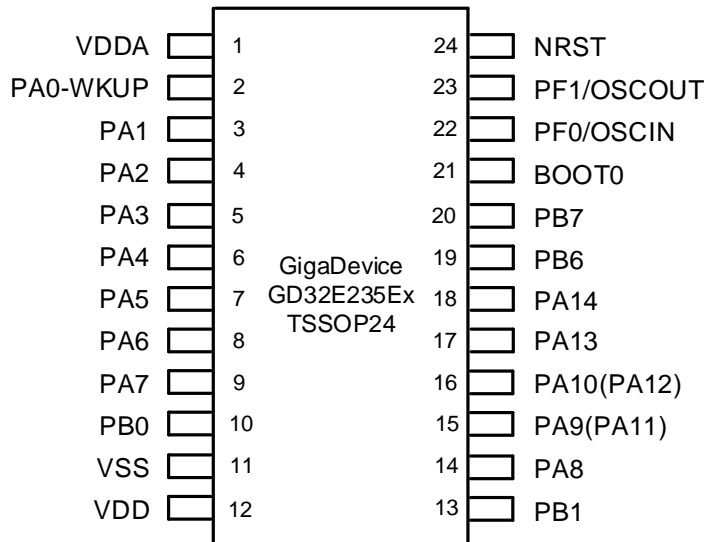 VDDA 1 24 NRST
PA0-WKUP 2 23 PF1/OSCOUT
PA1 3 22 PF0/OSCIN
PA2 4 21 BOOT0
PA3 5 20 PB7
PA4 6 19 PB6
GigaDevice
PA5 7 GD32E235Ex 18 PA14
TSSOP24
PA6 8 17 PA13
PA7 9 16 PA10(PA12)
PB0 10 15 PA9(PA11)
VSS 11 14 PA8
VDD 12 13 PB1